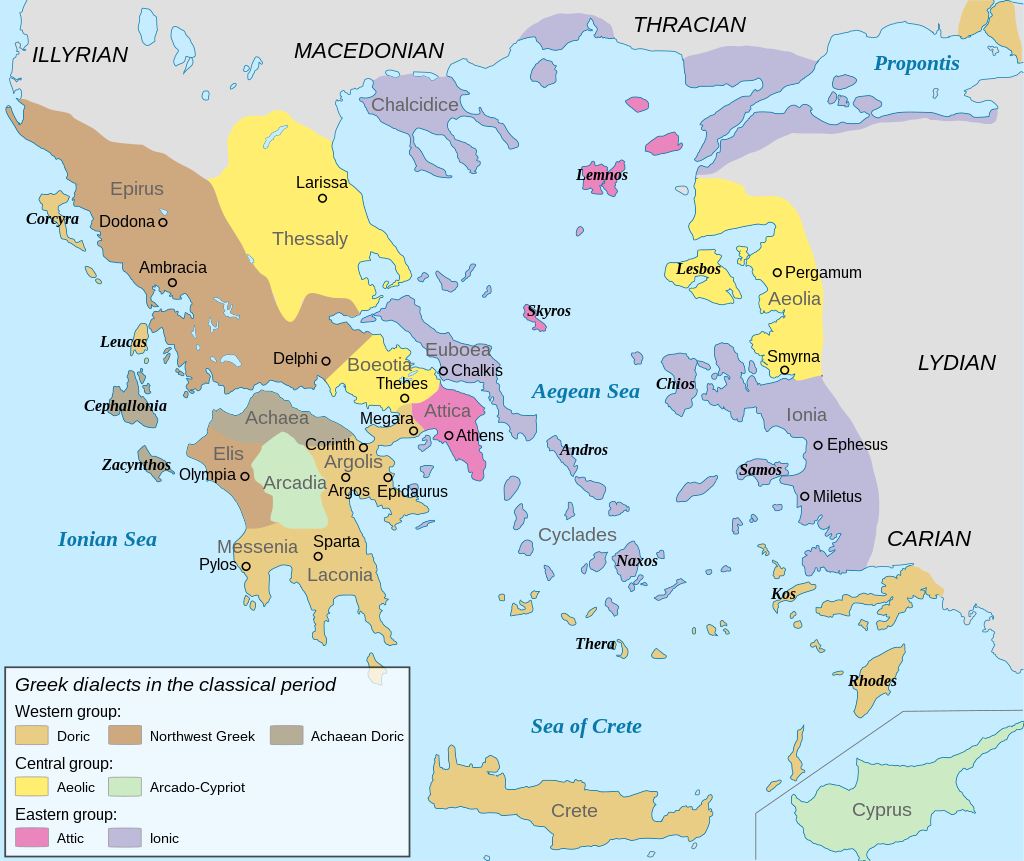 THRACIAN
MACEDONIAN
ILLYRIAN
Propontis
Chalcidice
Lemnos
Larissa
Epirus
Corcyra
Dodona
Thessaly
Ambracia
Lesbos
Pergamum
Aeolia
Skyros
Leucas
Euboea
Delphi
Boeotia
Chalkis
Smyrna
LYDIAN
Thebes
Chios
Aegean Sea
Cephallonia
Attica
Achaea
Megara
Ionia
Athens
Corinth
Ephesus
Elis
Andros
Zacynthos
Argolis
Samos
Olympia
Arcadia
Argos
Epidaurus
Miletus
Cyclades
Ionian Sea
CARIAN
Sparta
Messenia
Naxos
Pylos
Laconia
Kos
Thera
Rhodes
Sea of Crete
Crete
Cyprus
Greek dialects in the classical period
Western group:
Doric Northwest Greek Achaean Doric
Central group:
Aeolic Arcado-Cypriot
Eastern group:
Attic Ionic